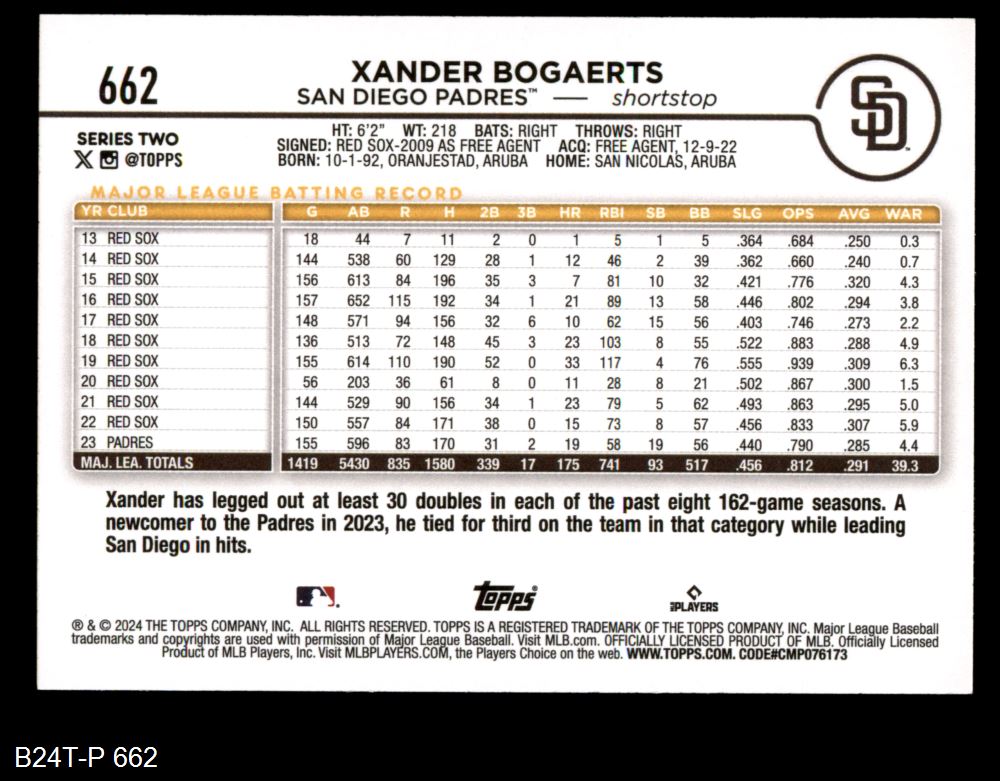 662
XANDER BOGAERTS
SAN DIEGO PADRES™ — shortstop
SD
SERIES TWO
@TOPPS
HT: 6'2" WT: 218 BATS: RIGHT THROWS: RIGHT
SIGNED: RED SOX-2009 AS FREE AGENT ACQ: FREE AGENT, 12-9-22
BORN: 10-1-92, ORANJESTAD, ARUBA HOME: SAN NICOLAS, ARUBA
MAJOR LEAGUE BATTING RECORD
YR CLUB G AB R H 2B 3B HR RBI SB BB SLG OPS AVG WAR
13 RED SOX 18 44 7 11 2 0 1 5 1 5 .364 .684 .250 0.3
14 RED SOX 144 538 60 129 28 1 12 46 2 39 .362 .660 .240 0.7
15 RED SOX 156 613 84 196 35 3 7 81 10 32 .421 .776 .320 4.3
16 RED SOX 157 652 115 192 34 1 21 89 13 58 .446 .802 .294 3.8
17 RED SOX 148 571 94 156 32 6 10 62 15 56 .403 .746 .273 2.2
18 RED SOX 136 513 72 148 45 3 23 103 8 55 .522 .883 .288 4.9
19 RED SOX 155 614 110 190 52 0 33 117 4 76 .555 .939 .309 6.3
20 RED SOX 56 203 36 61 8 0 11 28 8 21 .502 .867 .300 1.5
21 RED SOX 144 529 90 156 34 1 23 79 5 62 .493 .863 .295 5.0
22 RED SOX 150 557 84 171 38 0 15 73 8 57 .456 .833 .307 5.9
23 PADRES 155 596 83 170 31 2 19 58 19 56 .440 .790 .285 4.4
MAJ. LEA. TOTALS 1419 5430 835 1580 339 17 175 741 93 517 .456 .812 .291 39.3
Xander has legged out at least 30 doubles in each of the past eight 162-game seasons. A
newcomer to the Padres in 2023, he tied for third on the team in that category while leading
San Diego in hits.
Topps®
MLB PLAYERS
® & © 2024 THE TOPPS COMPANY, INC. ALL RIGHTS RESERVED. TOPPS IS A REGISTERED TRADEMARK OF THE TOPPS COMPANY, INC. Major League Baseball
trademarks and copyrights are used with permission of Major League Baseball. Visit MLB.com. OFFICIALLY LICENSED PRODUCT OF MLB. Officially Licensed
Product of MLB Players, Inc. Visit MLBPLAYERS.COM, the Players Choice on the web. WWW.TOPPS.COM. CODE#CMP076173
B24T-P 662